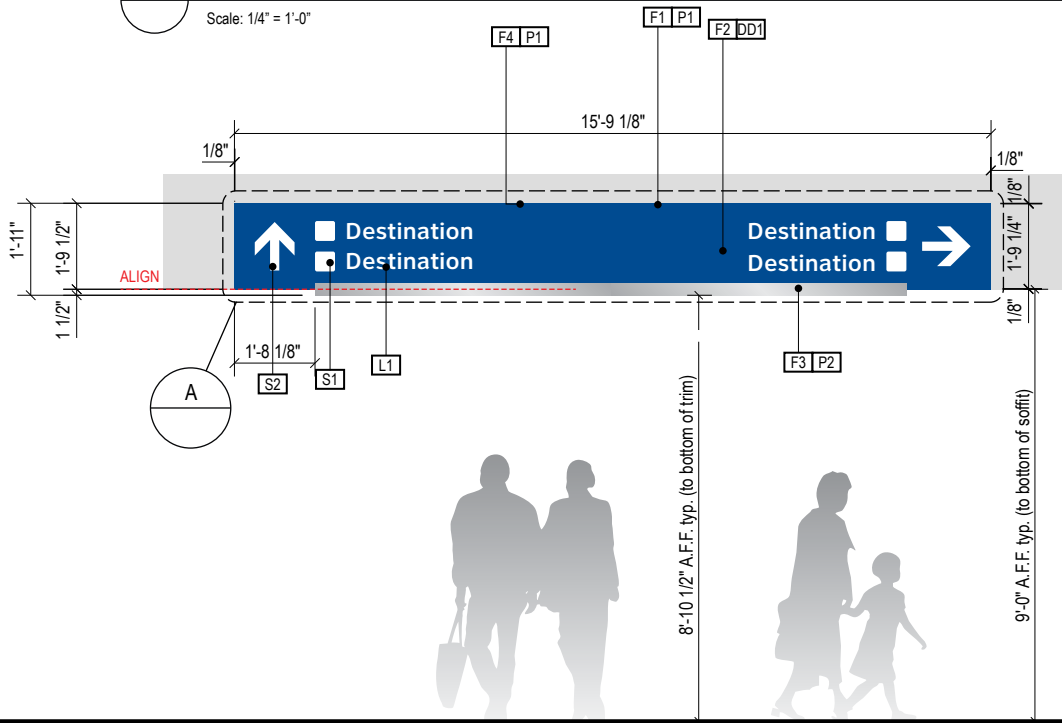 Scale: 1/4” = 1’-0”
F4 P1
F1 P1
F2 DD1
15'-9 1/8"
1/8"
1/8"
1/8"
1'-11"
1'-9 1/2"
1'-9 1/4"
Destination
Destination
Destination
Destination
ALIGN
1 1/2"
1/8"
1'-8 1/8"
A
S2
S1
L1
F3 P2
8'-10 1/2" A.F.F. typ. (to bottom of trim)
9'-0" A.F.F. typ. (to bottom of soffit)